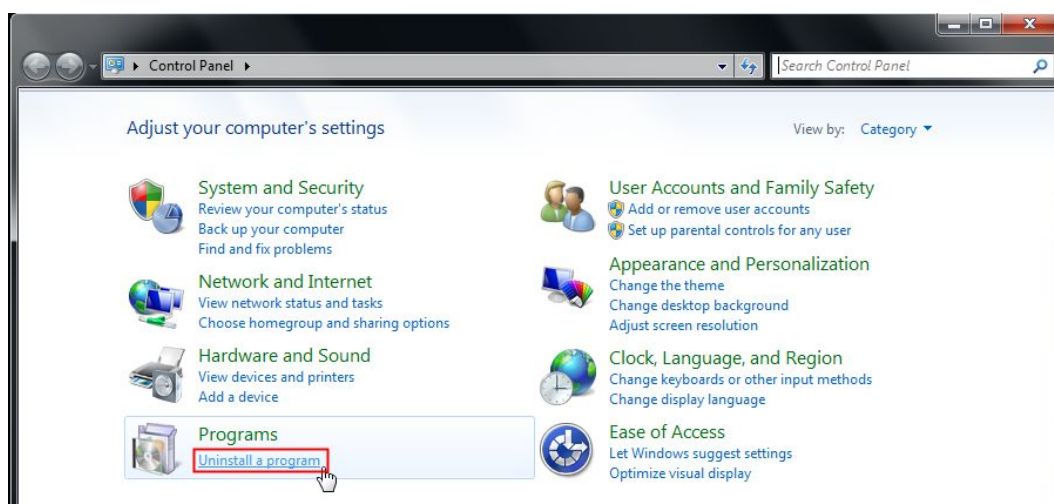 Control Panel
Search Control Panel
Adjust your computer's settings
View by: Category
System and Security
Review your computer's status
Back up your computer
Find and fix problems
Network and Internet
View network status and tasks
Choose homegroup and sharing options
Hardware and Sound
View devices and printers
Add a device
Programs
Uninstall a program
User Accounts and Family Safety
Add or remove user accounts
Set up parental controls for any user
Appearance and Personalization
Change the theme
Change desktop background
Adjust screen resolution
Clock, Language, and Region
Change keyboards or other input methods
Change display language
Ease of Access
Let Windows suggest settings
Optimize visual display